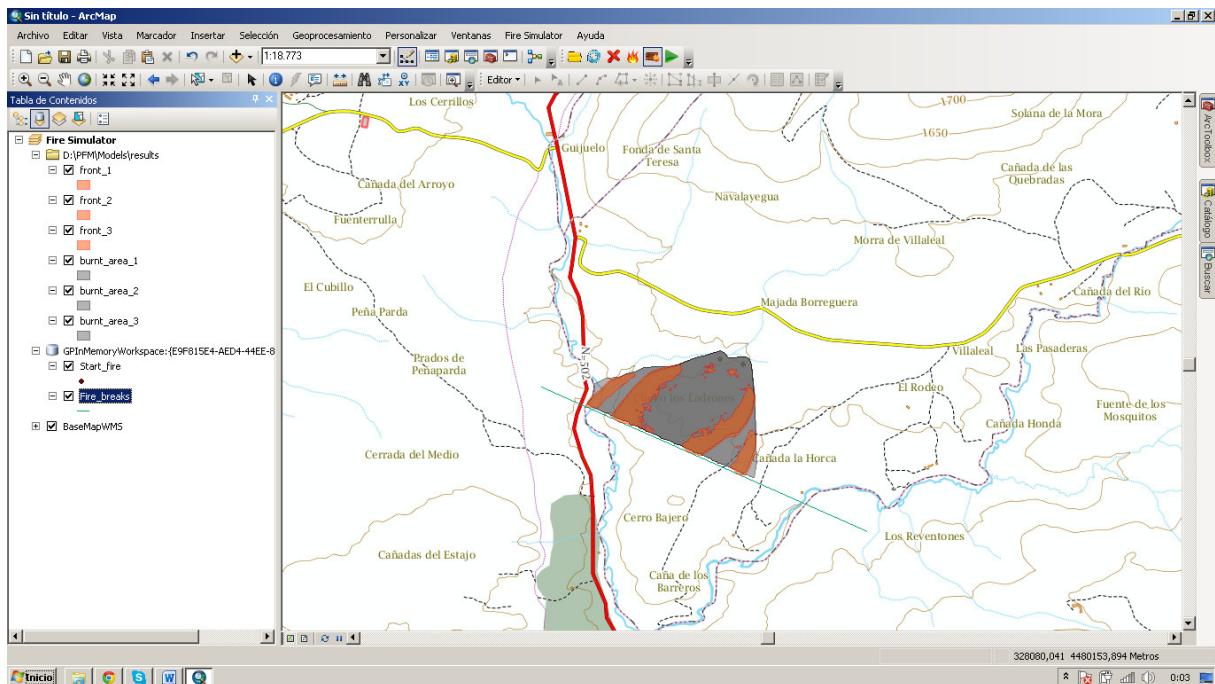 Sin título - ArcMap
Archivo Editar Vista Marcador Insertar Selección Geoprocesamiento Personalizar Ventanas Fire Simulator Ayuda
1:18.773
Editor
Tabla de Contenidos
Fire Simulator
D:\PFM\Models\results
front_1
front_2
front_3
burnt_area_1
burnt_area_2
burnt_area_3
GPInMemoryWorkspace:{E9F815E4-AED4-44EE-8
Start_fire
Fire_breaks
BaseMapWMS
Los Cerrillos
1700
Solana de la Mora
1650
Guijuelo
Fonda de Santa
Teresa
Cañada de las
Quebradas
Cañada del Arroyo
Navalayegua
Fuenterrulla
Morra de Villaleal
El Cubillo
Cañada del Río
Peña Parda
Majada Borreguera
N-502
Prados de
Peñaparda
Villaleal
Las Pasaderas
El Rodeo
los Ladrones
Fuente de los
Mosquitos
Cañada Honda
Cerrada del Medio
Cañada la Horca
Cerro Bajero
Los Reventones
Cañadas del Estajo
Caña de los
Barreros
ArcToolbox
Catálogo
Buscar
328080,041 4480153,894 Metros
Inicio
0:03